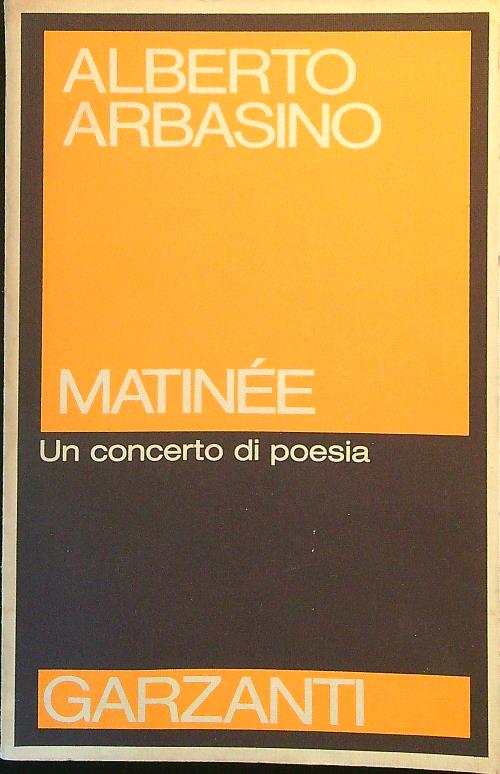 ALBERTO
ARBASINO
MATINÉE
Un concerto di poesia
GARZANTI